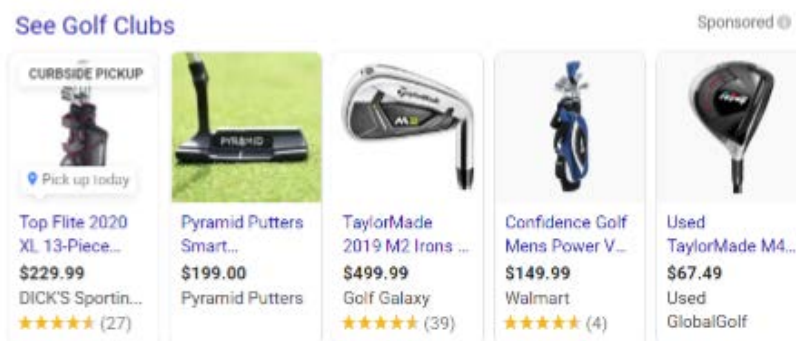 See Golf Clubs
Sponsored
CURBSIDE PICKUP
Pick up today
Top Flite 2020
XL 13-Piece...
$229.99
DICK'S Sportin...
(27)
PYRAMID
Pyramid Putters
Smart...
$199.00
Pyramid Putters
TaylorMade
M2
TaylorMade
2019 M2 Irons ...
$499.99
Golf Galaxy
(39)
Confidence Golf
Mens Power V...
$149.99
Walmart
(4)
Used
TaylorMade M4...
$67.49
Used
GlobalGolf